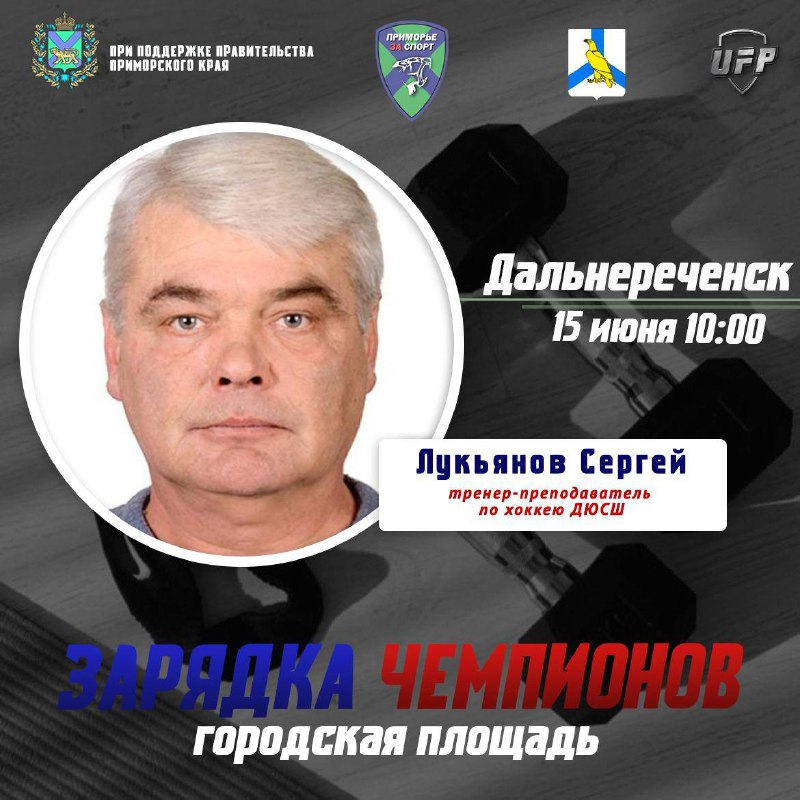 ПРИ ПОДДЕРЖКЕ ПРАВИТЕЛЬСТВА
ПРИМОРСКОГО КРАЯ
ПРИМОРЬЕ
ЗА СПОРТ
UFP
Дальнереченск
15 июня 10:00
Лукьянов Сергей
тренер-преподаватель
по хоккею ДЮСШ
ЗАРЯДКА ЧЕМПИОНОВ
городская площадь